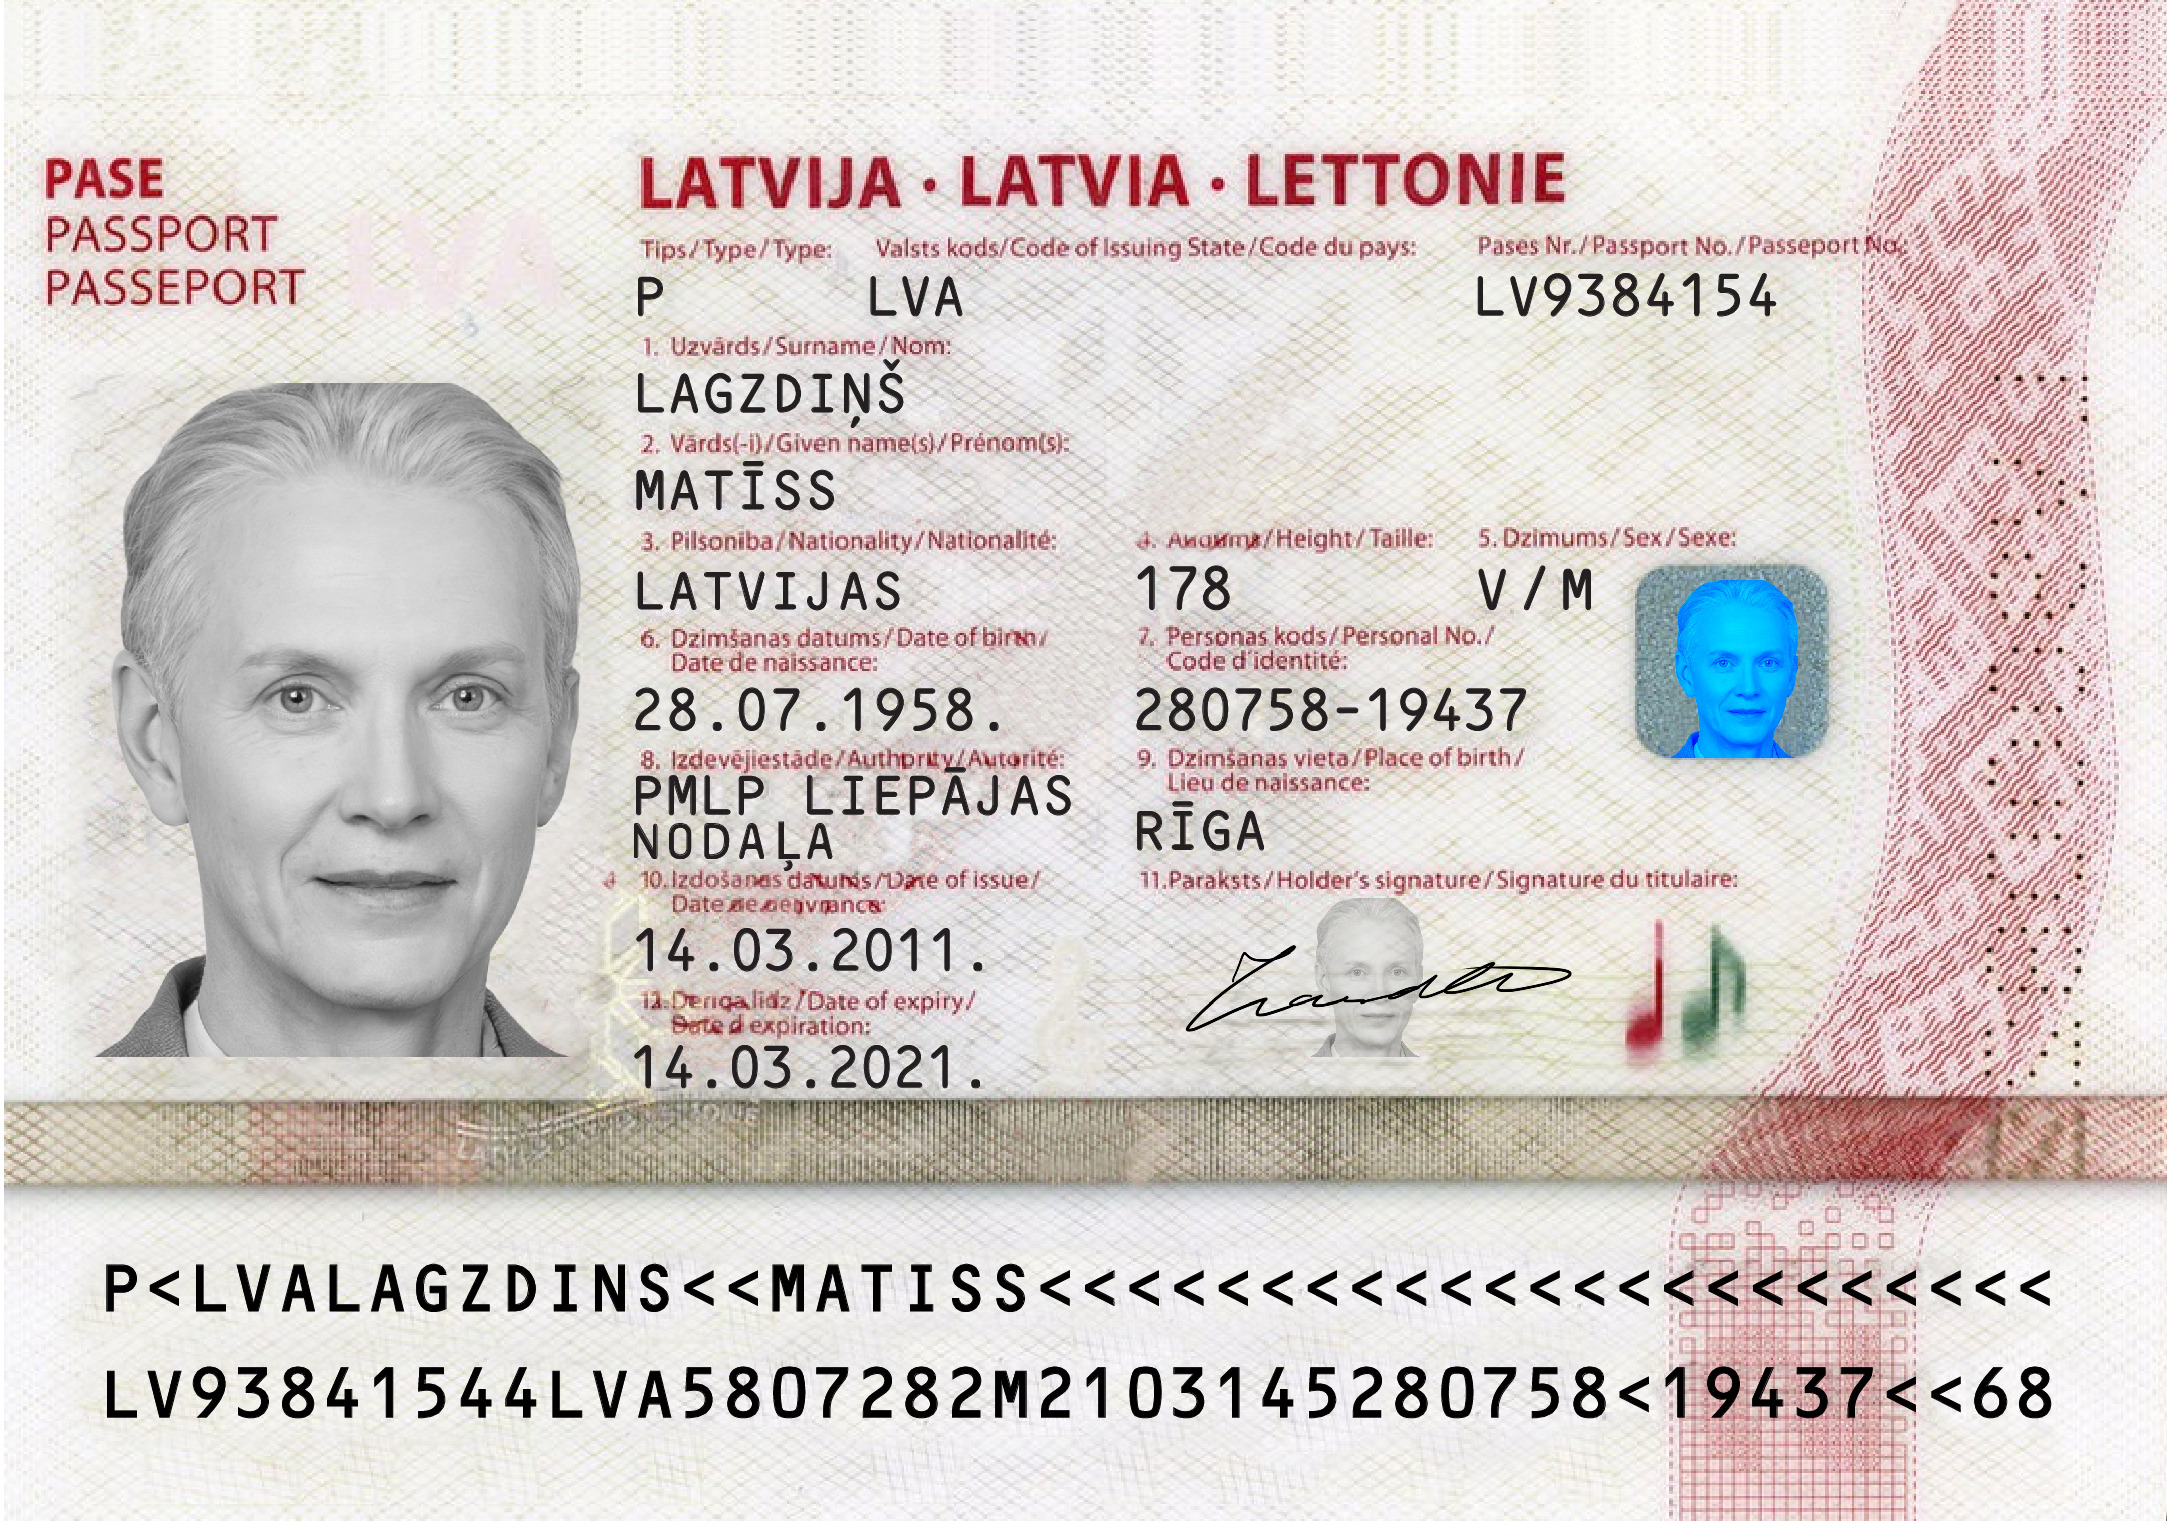 PASE
PASSPORT
PASSEPORT
LVA
LATVIJA · LATVIA · LETTONIE
Tips/Type/Type: Valsts kods/Code of Issuing State/Code du pays: Pases Nr./Passport No./Passeport No.:
P LVA LV9384154
1. Uzvārds/Surname/Nom:
LAGZDIŅŠ
2. Vārds(-i)/Given name(s)/Prénom(s):
MATĪSS
3. Pilsonība/Nationality/Nationalité: 4. Augums/Height/Taille: 5. Dzimums/Sex/Sexe:
LATVIJAS 178 V/M
6. Dzimšanas datums/Date of birth/ 7. Personas kods/Personal No./
Date de naissance: Code d'identité:
28.07.1958. 280758-19437
8. Izdevējiestāde/Authority/Autorité: 9. Dzimšanas vieta/Place of birth/
Lieu de naissance:
PMLP LIEPĀJAS
NODAĻA
RĪGA
10. Izdošanas datums/Date of issue/ 11. Paraksts/Holder's signature/Signature du titulaire:
Date de
14.03.2011.
12. Derīga līdz/Date of expiry/
Date d'expiration:
14.03.2021.
P<LVALAGZDINS<<MATISS<<<<<<<<<<<<<<<<<<<<<<<
LV93841544LVA5807282M2103145280758<19437<<68